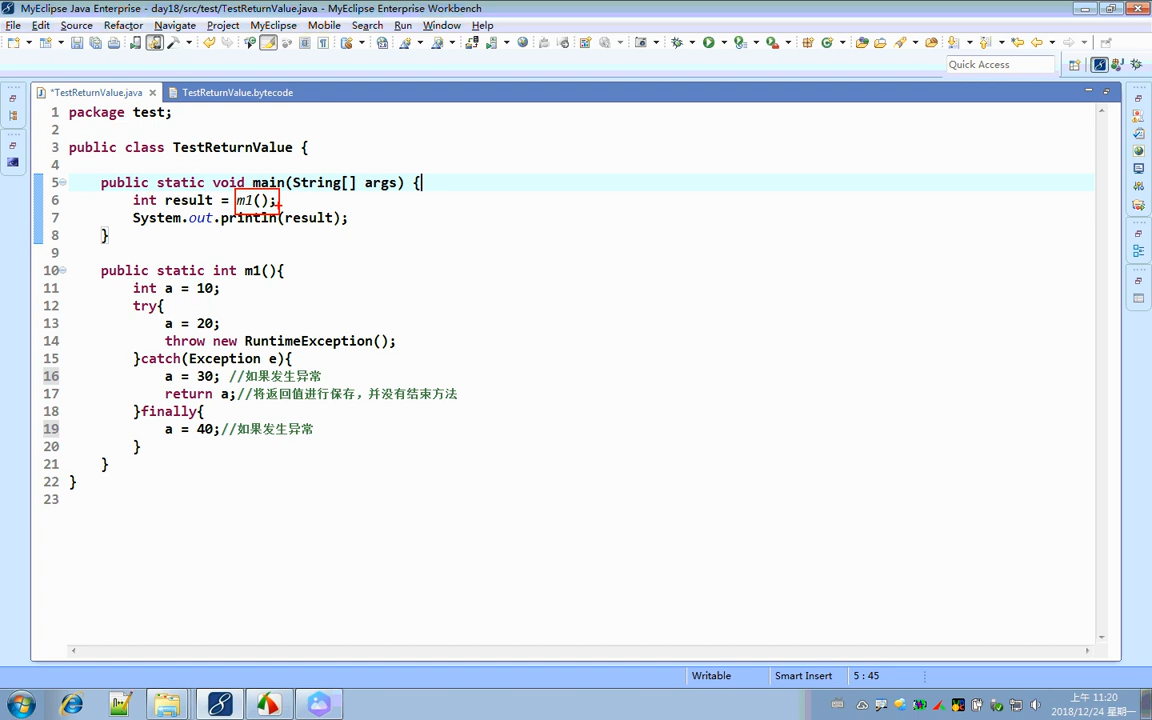 MyEclipse Java Enterprise - day18/src/test/TestReturnValue.java - MyEclipse Enterprise Workbench
File Edit Source Refactor Navigate Project MyEclipse Mobile Search Run Window Help
Quick Access
*TestReturnValue.java TestReturnValue.bytecode
1 package test;
2
3 public class TestReturnValue {
4
5 public static void main(String[] args) {
6 int result = m1();
7 System.out.println(result);
8 }
9
10 public static int m1(){
11 int a = 10;
12 try{
13 a = 20;
14 throw new RuntimeException();
15 }catch(Exception e){
16 a = 30; //如果发生异常
17 return a;//将返回值进行保存，并没有结束方法
18 }finally{
19 a = 40;//如果发生异常
20 }
21 }
22 }
23
Writable Smart Insert 5 : 45
上午 11:20
2018/12/24 星期一